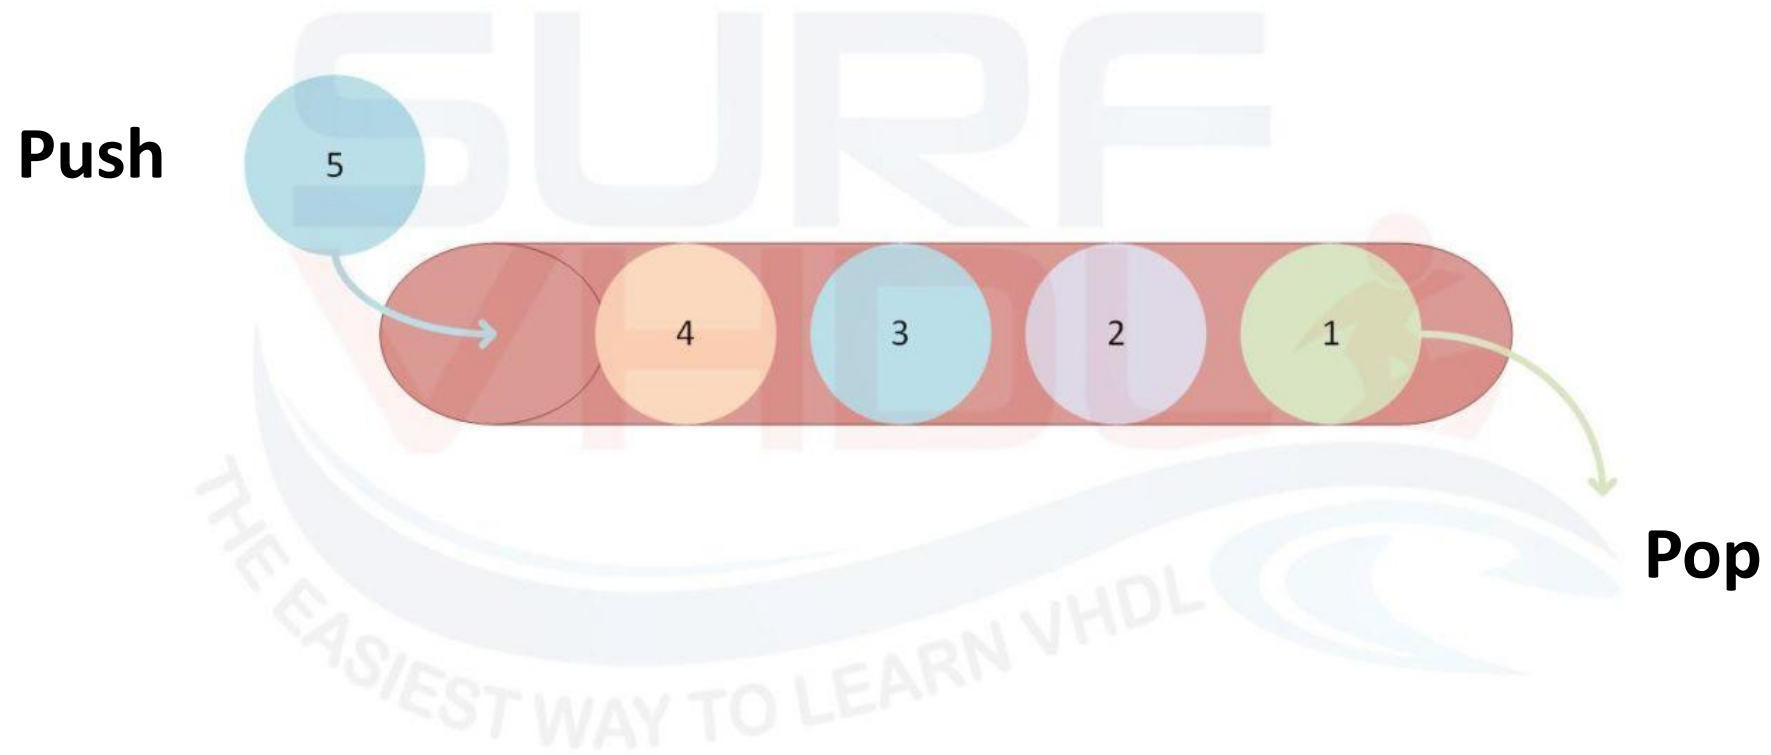 SURF
Push
5
VHDL
4 3 2 1
Pop
THE EASIEST WAY TO LEARN VHDL